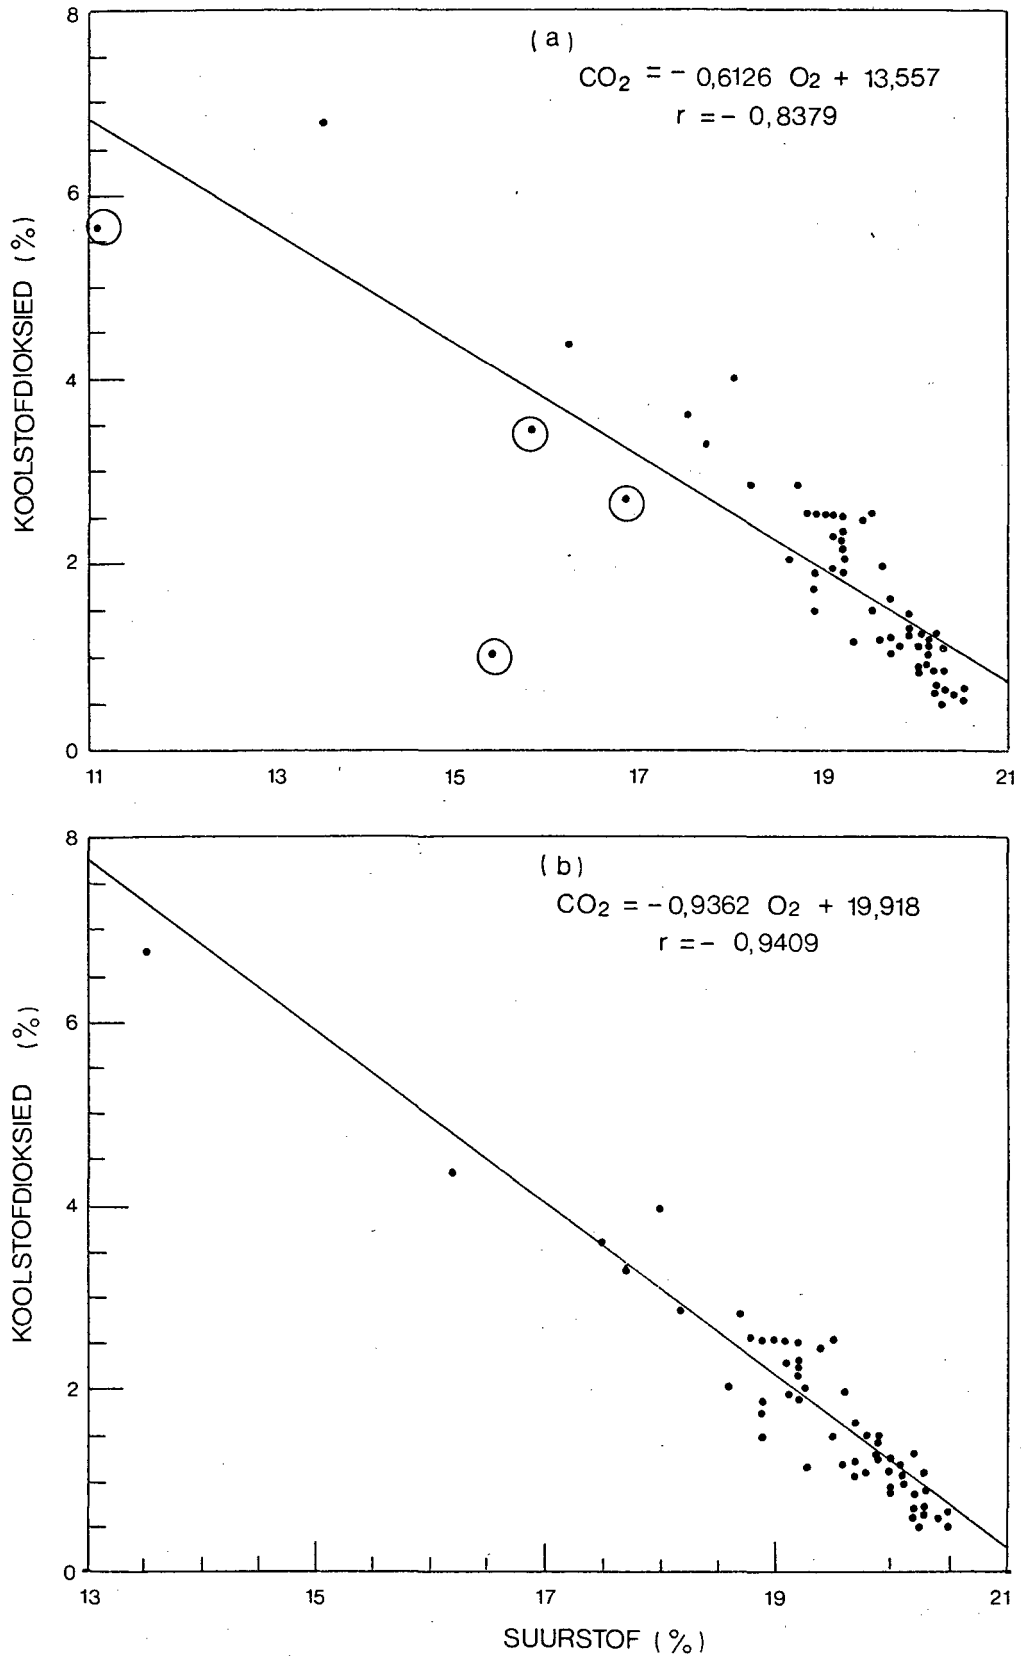 (a)
CO₂ = - 0,6126 O₂ + 13,557
r = - 0,8379
8
6
4
2
0
KOOLSTOFDIOKSIED (%)
11 13 15 17 19 21
(b)
CO₂ = -0,9362 O₂ + 19,918
r = - 0,9409
8
6
4
2
0
KOOLSTOFDIOKSIED (%)
13 15 17 19 21
SUURSTOF (%)